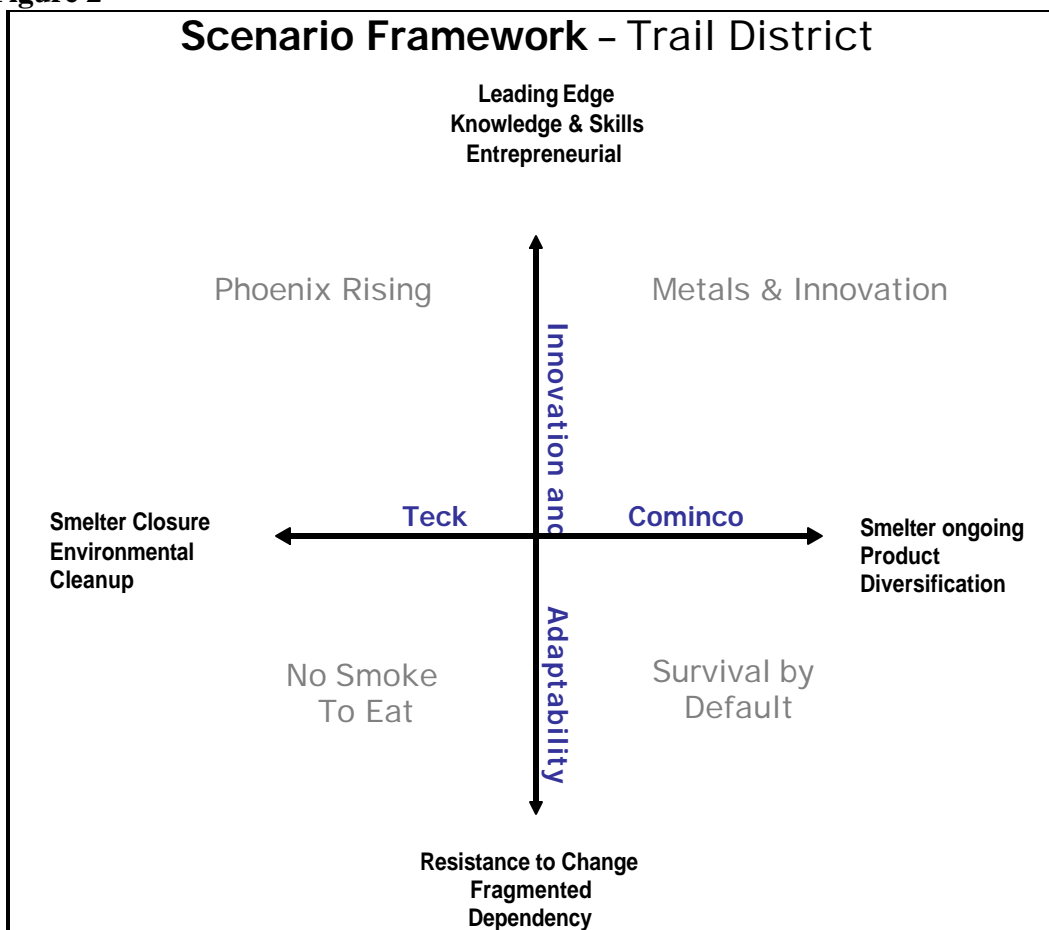 Figure 2
Scenario Framework – Trail District
Leading Edge
Knowledge & Skills
Entrepreneurial
Phoenix Rising
Metals & Innovation
Innovation and
Smelter Closure
Environmental
Cleanup
Teck
Cominco
Smelter ongoing
Product
Diversification
Adaptability
No Smoke
To Eat
Survival by
Default
Resistance to Change
Fragmented
Dependency